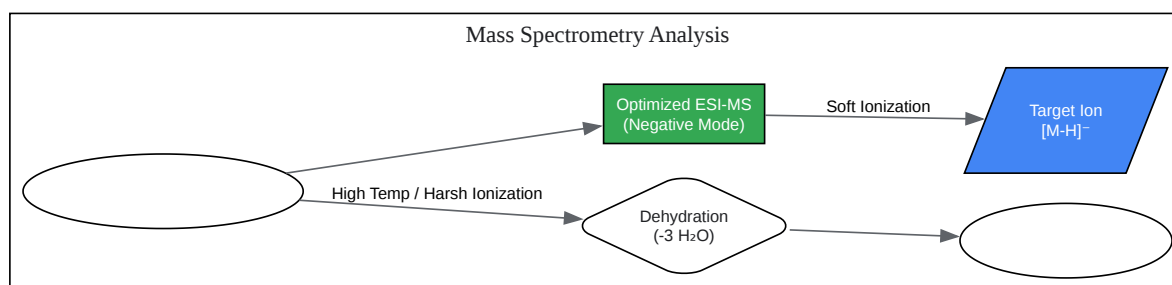 Mass Spectrometry Analysis
Optimized ESI-MS
(Negative Mode)
Soft Ionization
Target Ion
[M-H]⁻
High Temp / Harsh Ionization
Dehydration
(-3 H₂O)